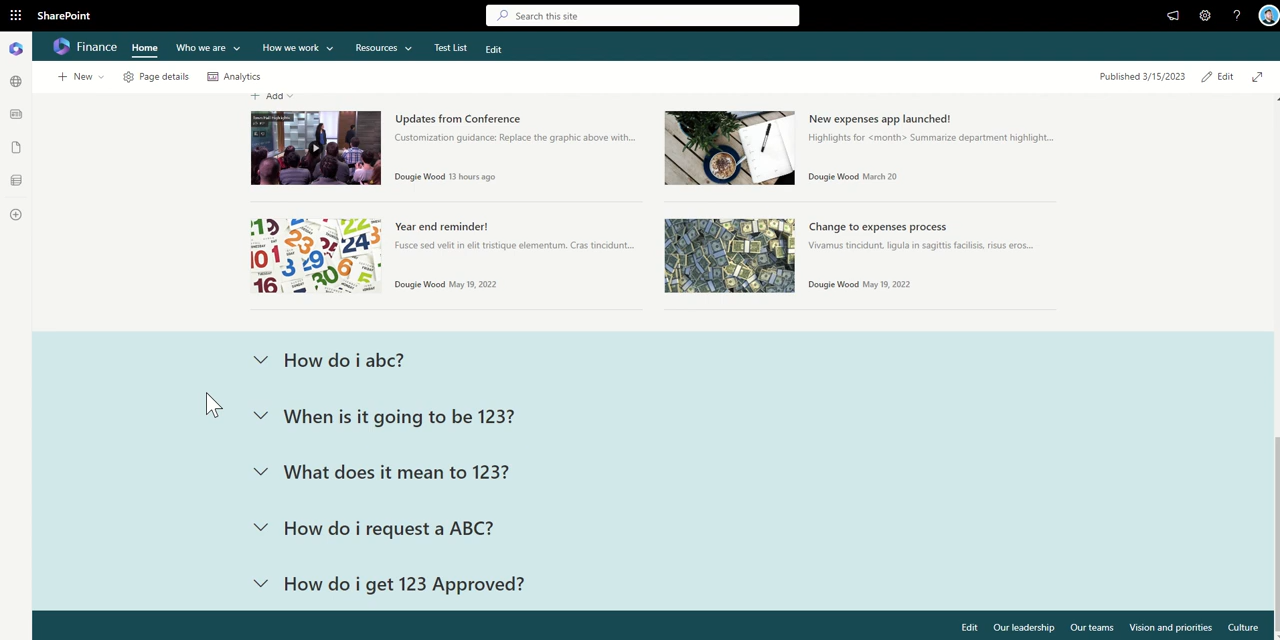 SharePoint
Search this site
Finance
Home
Who we are
How we work
Resources
Test List
Edit
New
Page details
Analytics
Published 3/15/2023
Edit
Add
Updates from Conference
Customization guidance: Replace the graphic above with...
Dougie Wood 13 hours ago
New expenses app launched!
Highlights for <month> Summarize department highlight...
Dougie Wood March 20
Year end reminder!
Fusce sed velit in elit tristique elementum. Cras tincidunt...
Dougie Wood May 19, 2022
Change to expenses process
Vivamus tincidunt, ligula in sagittis facilisis, risus eros...
Dougie Wood May 19, 2022
How do i abc?
When is it going to be 123?
What does it mean to 123?
How do i request a ABC?
How do i get 123 Approved?
Edit
Our leadership
Our teams
Vision and priorities
Culture